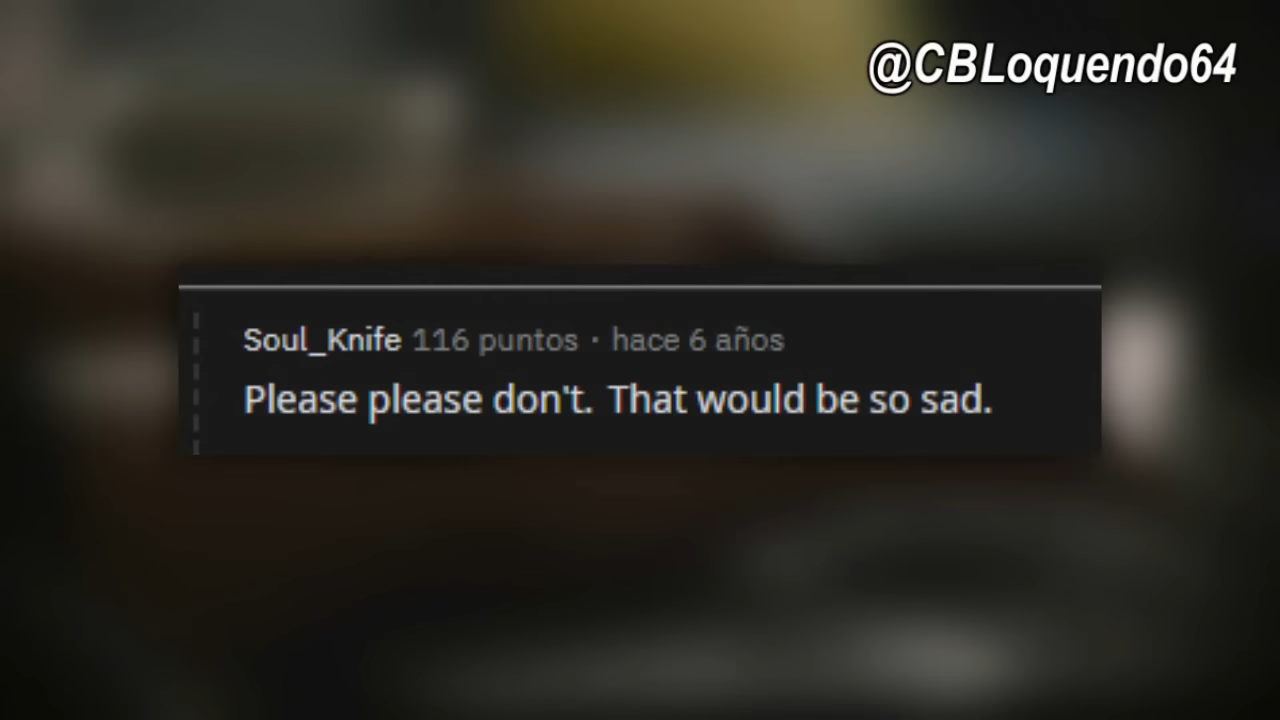 @CBLoquendo64
Soul_Knife 116 puntos · hace 6 años
Please please don't. That would be so sad.